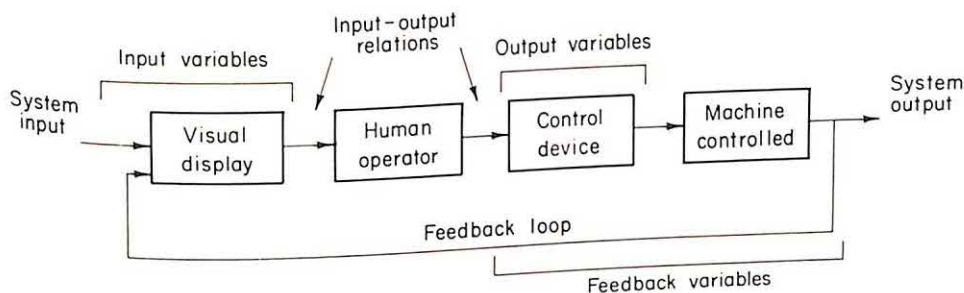 Input–output
relations
Input variables
Output variables
System
input
System
output
Visual
display
Human
operator
Control
device
Machine
controlled
Feedback loop
Feedback variables